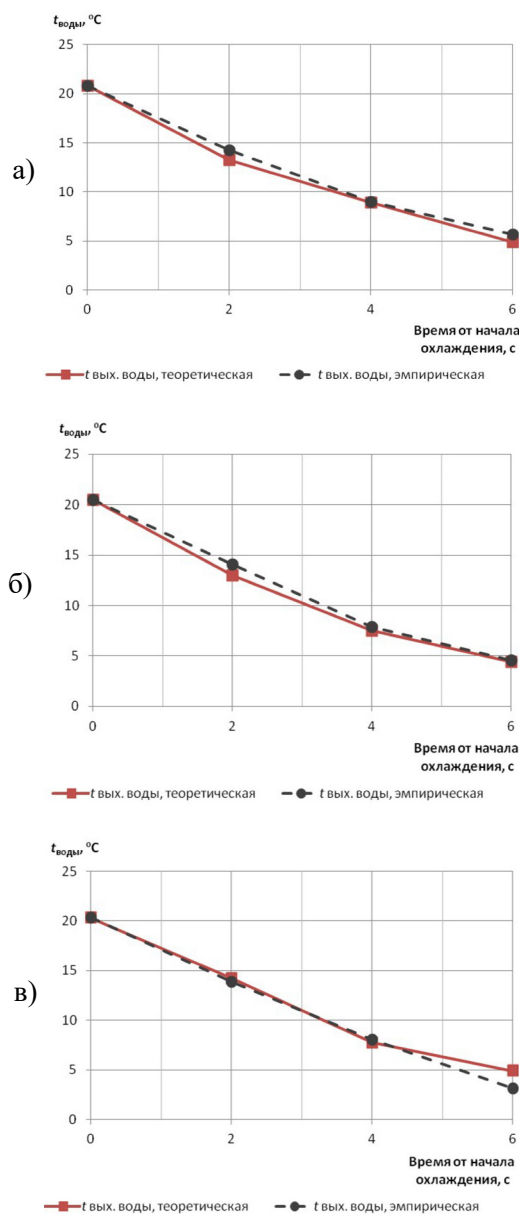 tводы, °C
25
20
15
10
5
0
0 2 4 6
Время от начала
охлаждения, с
t вых. воды, теоретическая t вых. воды, эмпирическая
а)
tводы, °C
25
20
15
10
5
0
0 2 4 6
Время от начала
охлаждения, с
t вых. воды, теоретическая t вых. воды, эмпирическая
б)
tводы, °C
25
20
15
10
5
0
0 2 4 6
Время от начала
охлаждения, с
t вых. воды, теоретическая t вых. воды, эмпирическая
в)